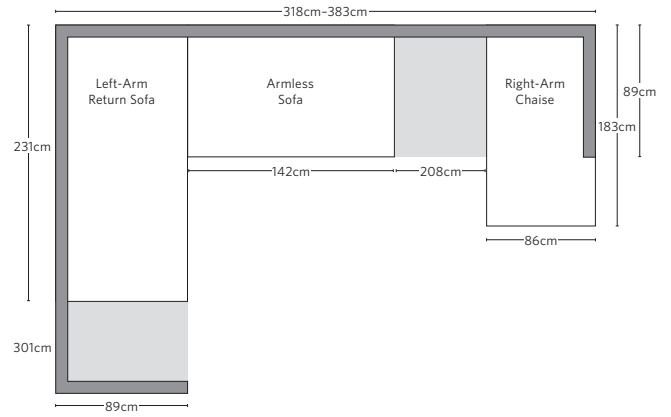 318cm–383cm
Left-Arm
Return Sofa
Armless
Sofa
Right-Arm
Chaise
89cm
183cm
231cm
142cm
208cm
86cm
301cm
89cm